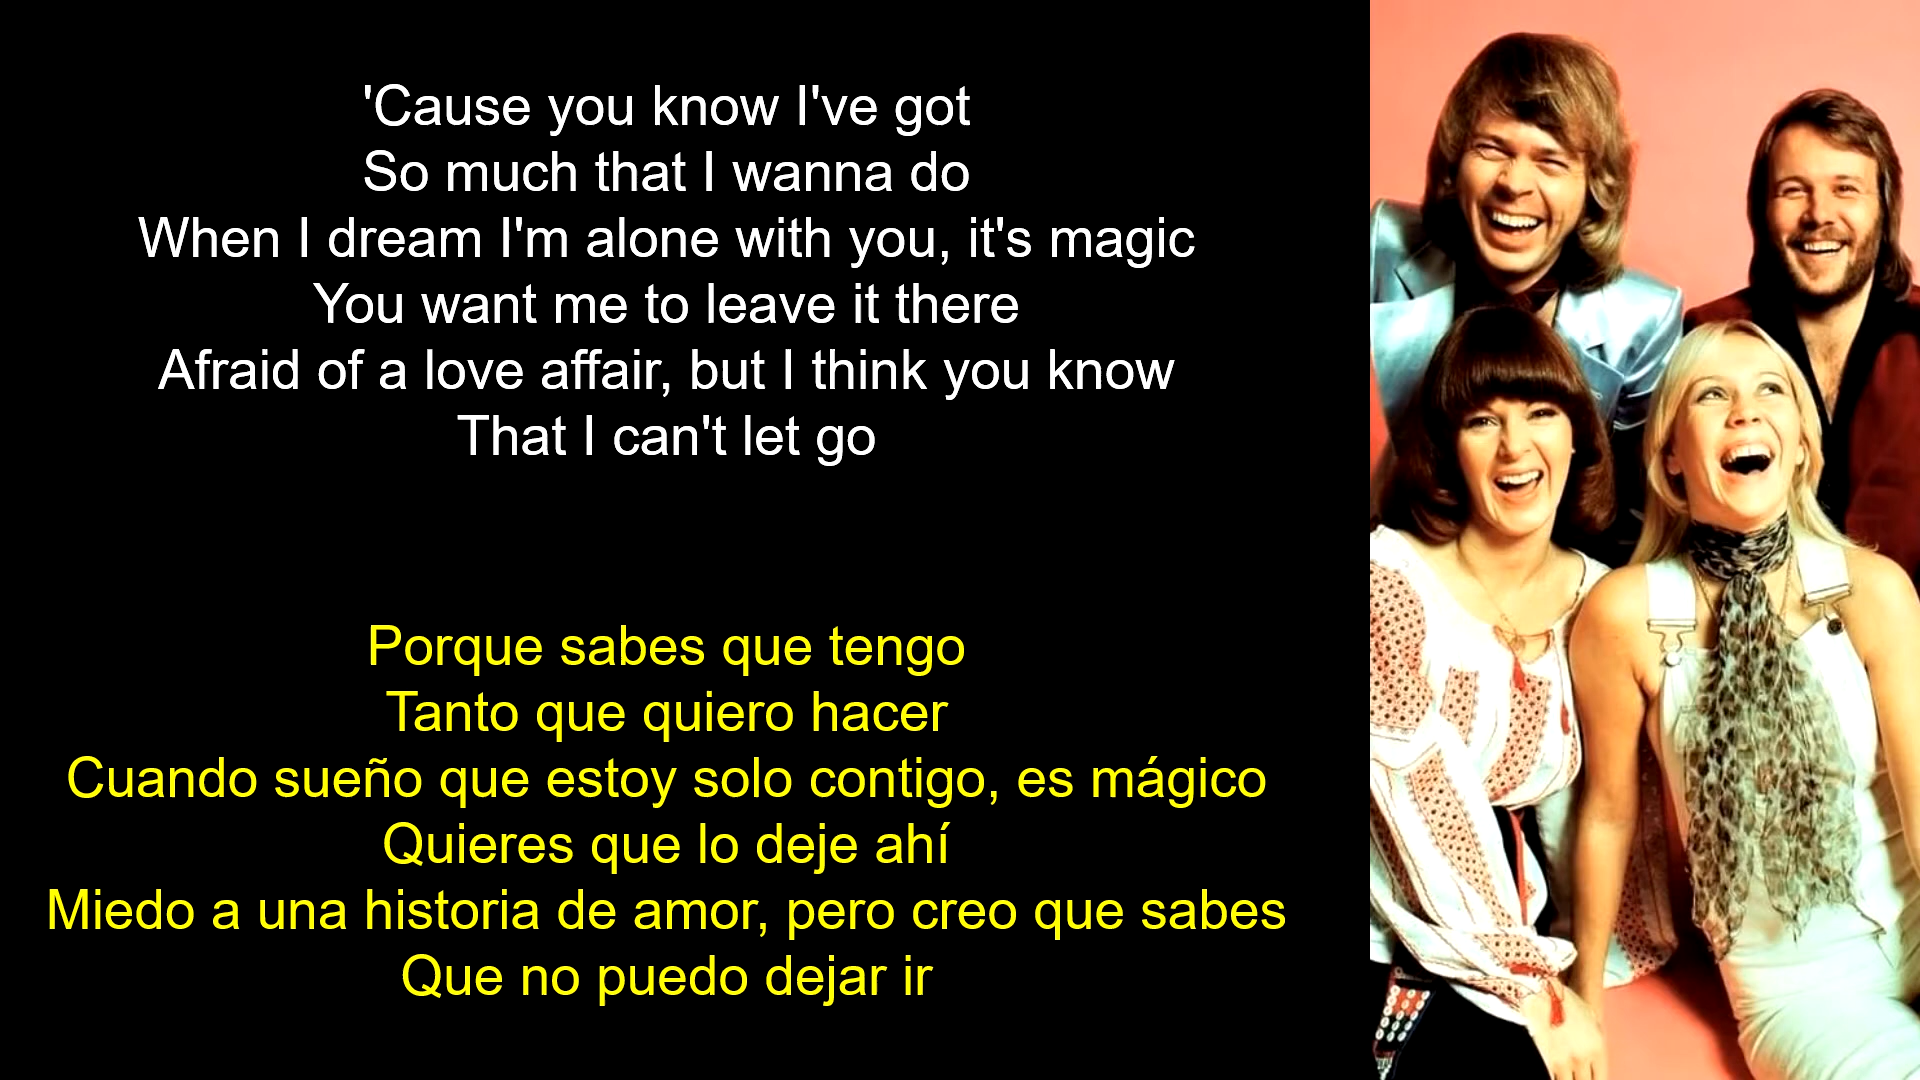 'Cause you know I've got
So much that I wanna do
When I dream I'm alone with you, it's magic
You want me to leave it there
Afraid of a love affair, but I think you know
That I can't let go
Porque sabes que tengo
Tanto que quiero hacer
Cuando sueño que estoy solo contigo, es mágico
Quieres que lo deje ahí
Miedo a una historia de amor, pero creo que sabes
Que no puedo dejar ir